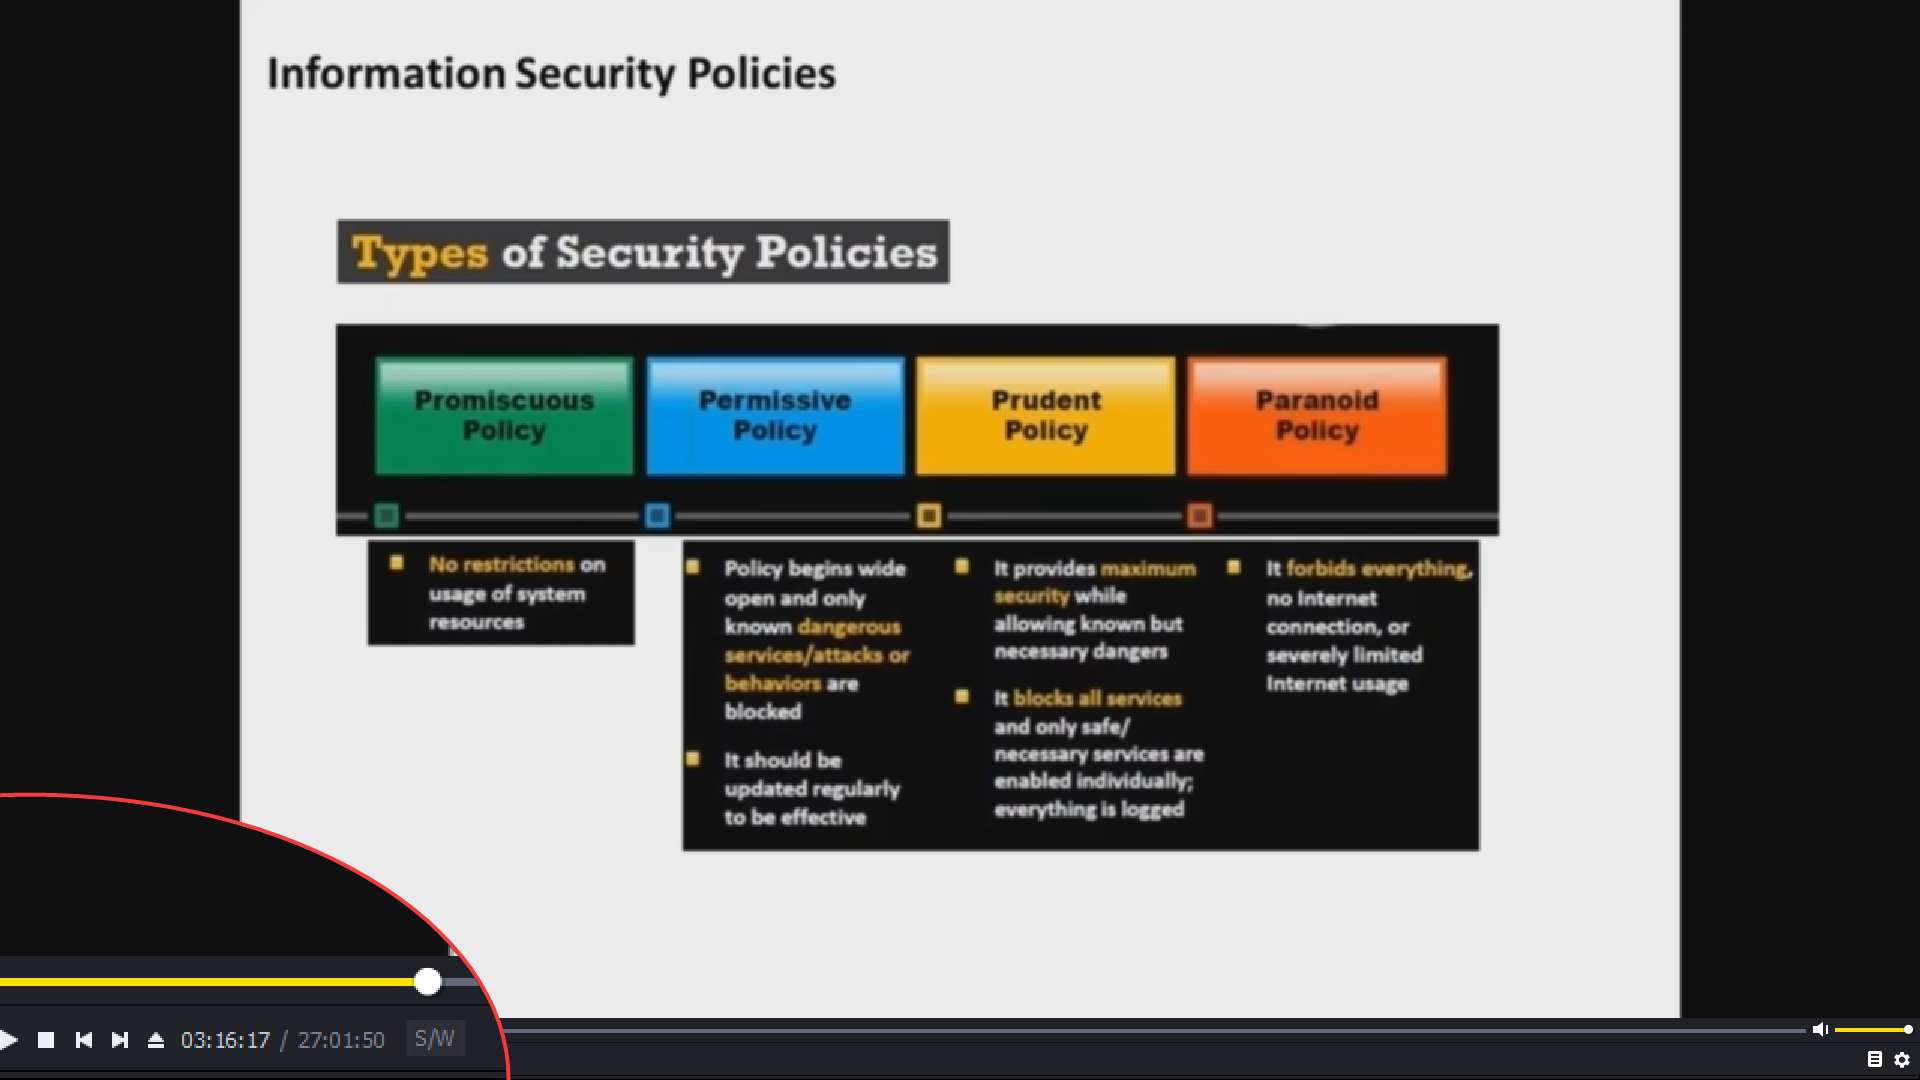 Information Security Policies
Types of Security Policies
Promiscuous
Policy
Permissive
Policy
Prudent
Policy
Paranoid
Policy
No restrictions on
usage of system
resources
Policy begins wide
open and only
known dangerous
services/attacks or
behaviors are
blocked
It should be
updated regularly
to be effective
It provides maximum
security while
allowing known but
necessary dangers
It blocks all services
and only safe/
necessary services are
enabled individually;
everything is logged
It forbids everything,
no Internet
connection, or
severely limited
Internet usage
03:16:17 / 27:01:50 S/W